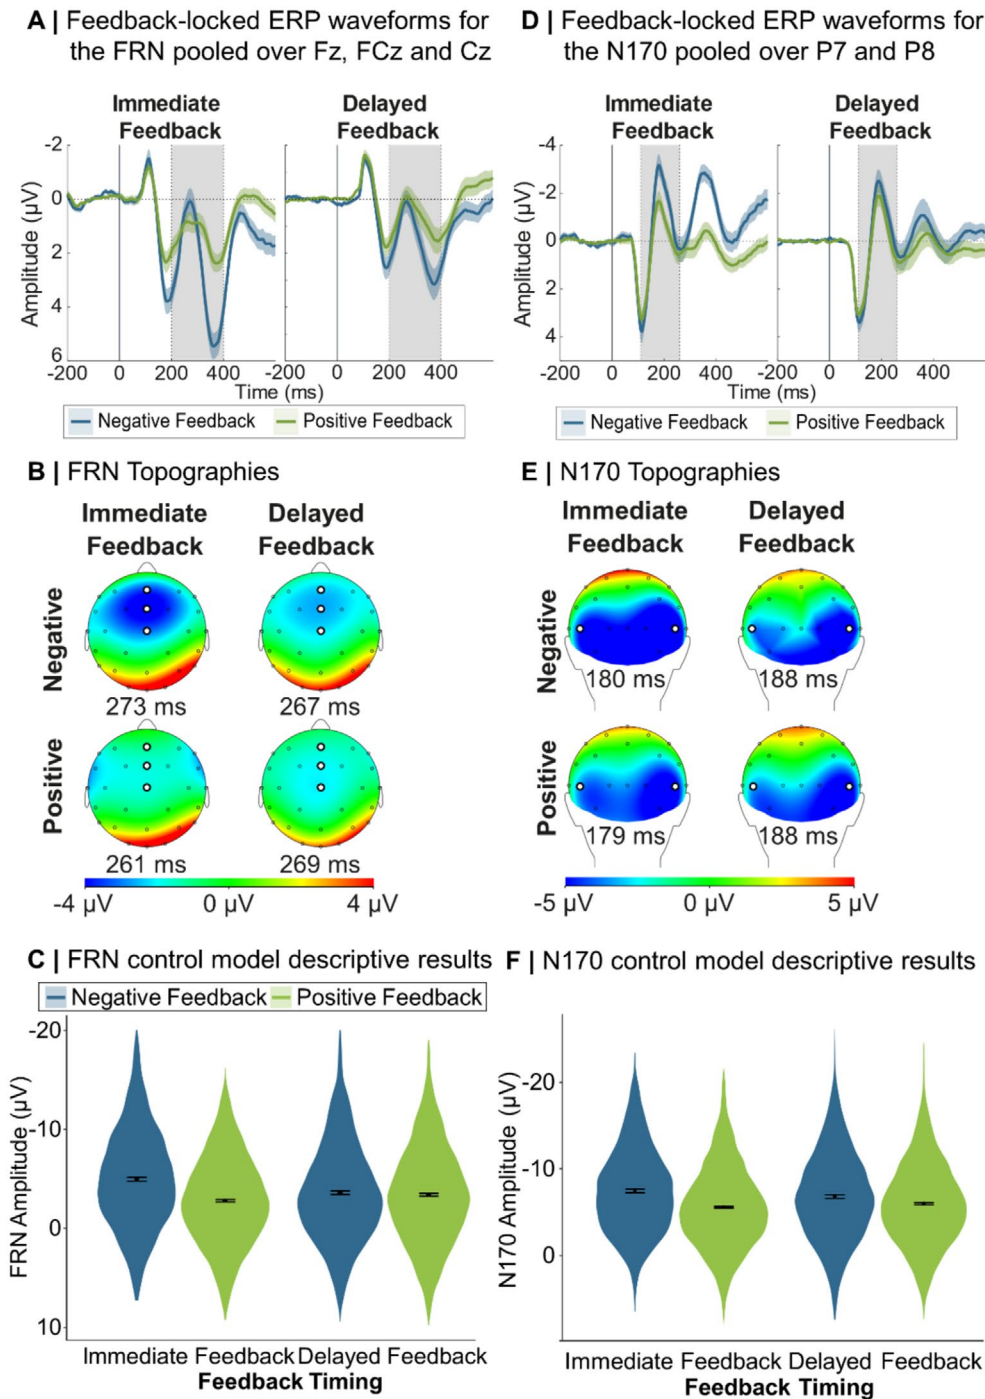 A | Feedback-locked ERP waveforms for
the FRN pooled over Fz, FCz and Cz
Immediate
Feedback
Delayed
Feedback
Amplitude (µV)
-2
0
2
4
6
-200
0
200
400
-200
0
200
400
Time (ms)
Negative Feedback
Positive Feedback
B | FRN Topographies
Immediate
Feedback
Delayed
Feedback
Negative
273 ms
267 ms
Positive
261 ms
269 ms
-4 µV
0 µV
4 µV
C | FRN control model descriptive results
Negative Feedback
Positive Feedback
FRN Amplitude (µV)
-20
-10
0
10
Immediate Feedback
Delayed Feedback
Feedback Timing
D | Feedback-locked ERP waveforms for
the N170 pooled over P7 and P8
Immediate
Feedback
Delayed
Feedback
Amplitude (µV)
-4
-2
0
2
4
-200
0
200
400
-200
0
200
400
Time (ms)
Negative Feedback
Positive Feedback
E | N170 Topographies
Immediate
Feedback
Delayed
Feedback
Negative
180 ms
188 ms
Positive
179 ms
188 ms
-5 µV
0 µV
5 µV
F | N170 control model descriptive results
N170 Amplitude (µV)
-20
-10
0
Immediate Feedback
Delayed Feedback
Feedback Timing